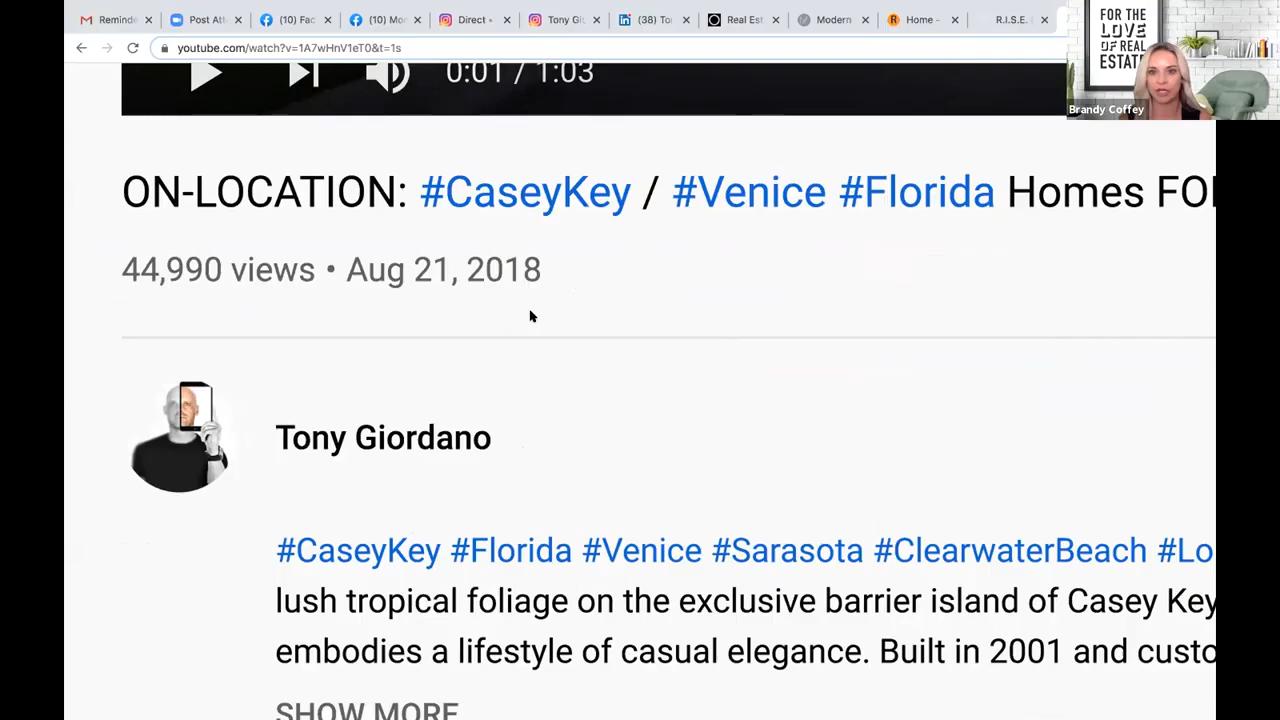 Reminde
Post Att
(10) Fac
(10) Mor
Direct •
Tony Gi
(38) To
Real Est
Modern
Home –
R.I.S.E.
youtube.com/watch?v=1A7wHnV1eT0&t=1s
FOR THE
LOVE
OF REAL
ESTATE
Brandy Coffey
0:01 / 1:03
ON-LOCATION: #CaseyKey / #Venice #Florida Homes FO
44,990 views • Aug 21, 2018
Tony Giordano
#CaseyKey #Florida #Venice #Sarasota #ClearwaterBeach #Lo
lush tropical foliage on the exclusive barrier island of Casey Key
embodies a lifestyle of casual elegance. Built in 2001 and custo
SHOW MORE